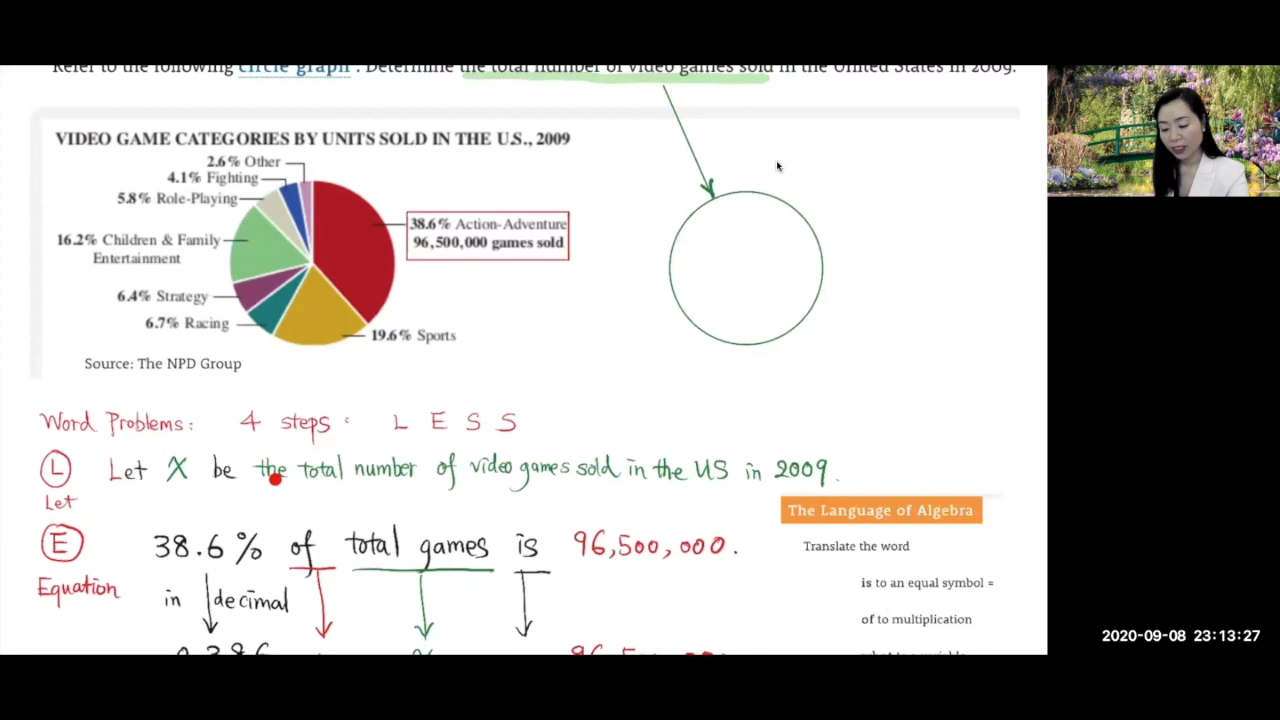 Refer to the following circle graph . Determine the total number of video games sold in the United States in 2009.
VIDEO GAME CATEGORIES BY UNITS SOLD IN THE U.S., 2009
2.6% Other
4.1% Fighting
5.8% Role-Playing
38.6% Action-Adventure
96,500,000 games sold
16.2% Children & Family
Entertainment
6.4% Strategy
6.7% Racing
19.6% Sports
Source: The NPD Group
Word Problems: 4 steps: L E S S
L Let X be the total number of video games sold in the US in 2009.
Let
E 38.6% of total games is 96,500,000.
Equation
in decimal
The Language of Algebra
Translate the word
is to an equal symbol =
of to multiplication
2020-09-08 23:13:27